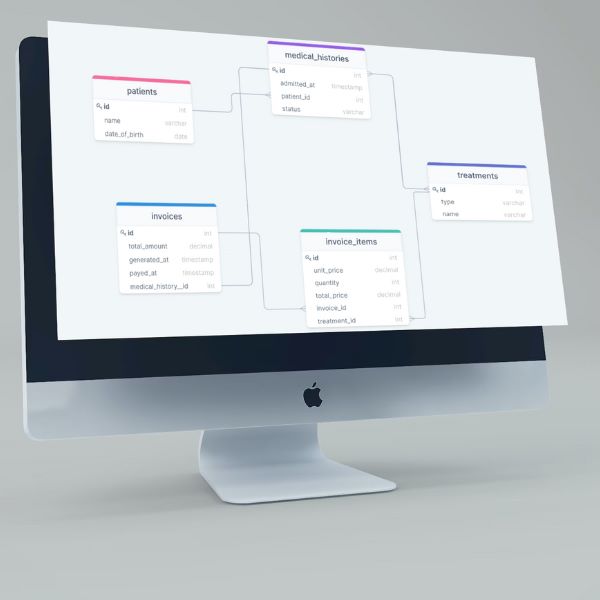 medical_histories
id int
admitted_at timestamp
patient_id int
status varchar
patients
id int
name varchar
date_of_birth date
treatments
id int
type varchar
name varchar
invoices
id int
total_amount decimal
generated_at timestamp
payed_at timestamp
medical_history_id int
invoice_items
id int
unit_price decimal
quantity int
total_price decimal
invoice_id int
treatment_id int